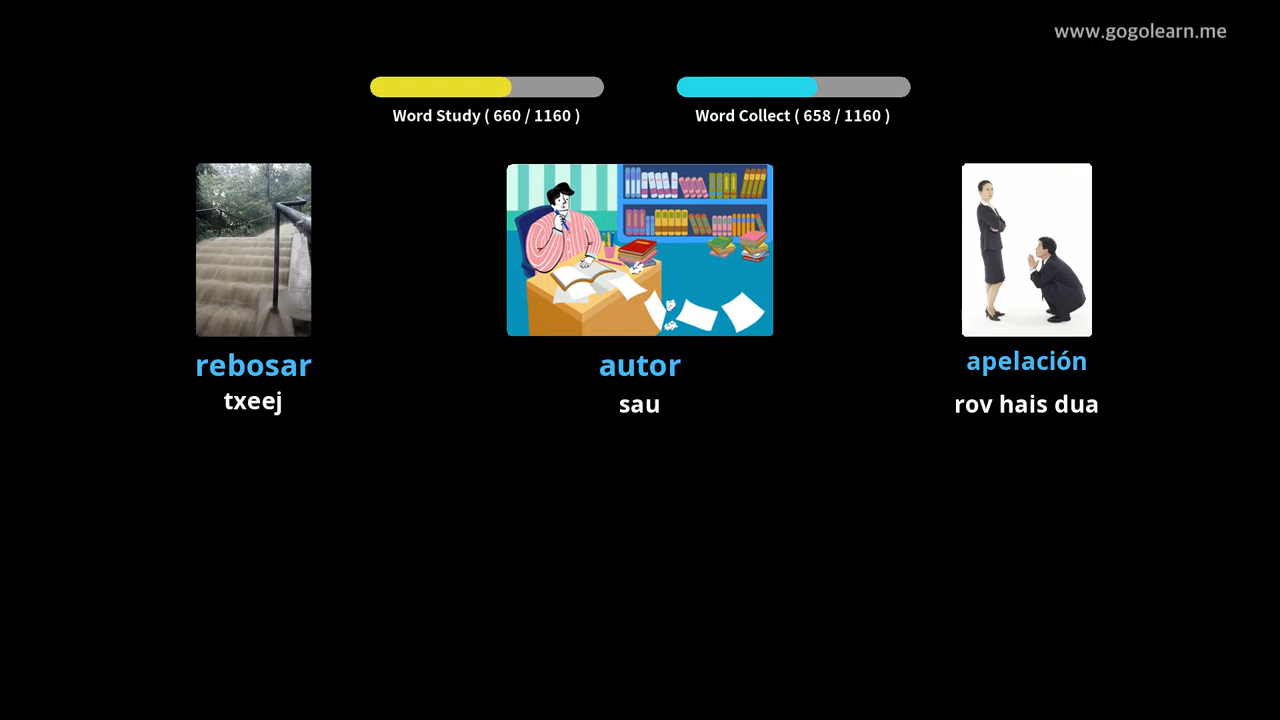 www.gogolearn.me
Word Study ( 660 / 1160 )
Word Collect ( 658 / 1160 )
rebosar
txeej
autor
sau
apelación
rov hais dua